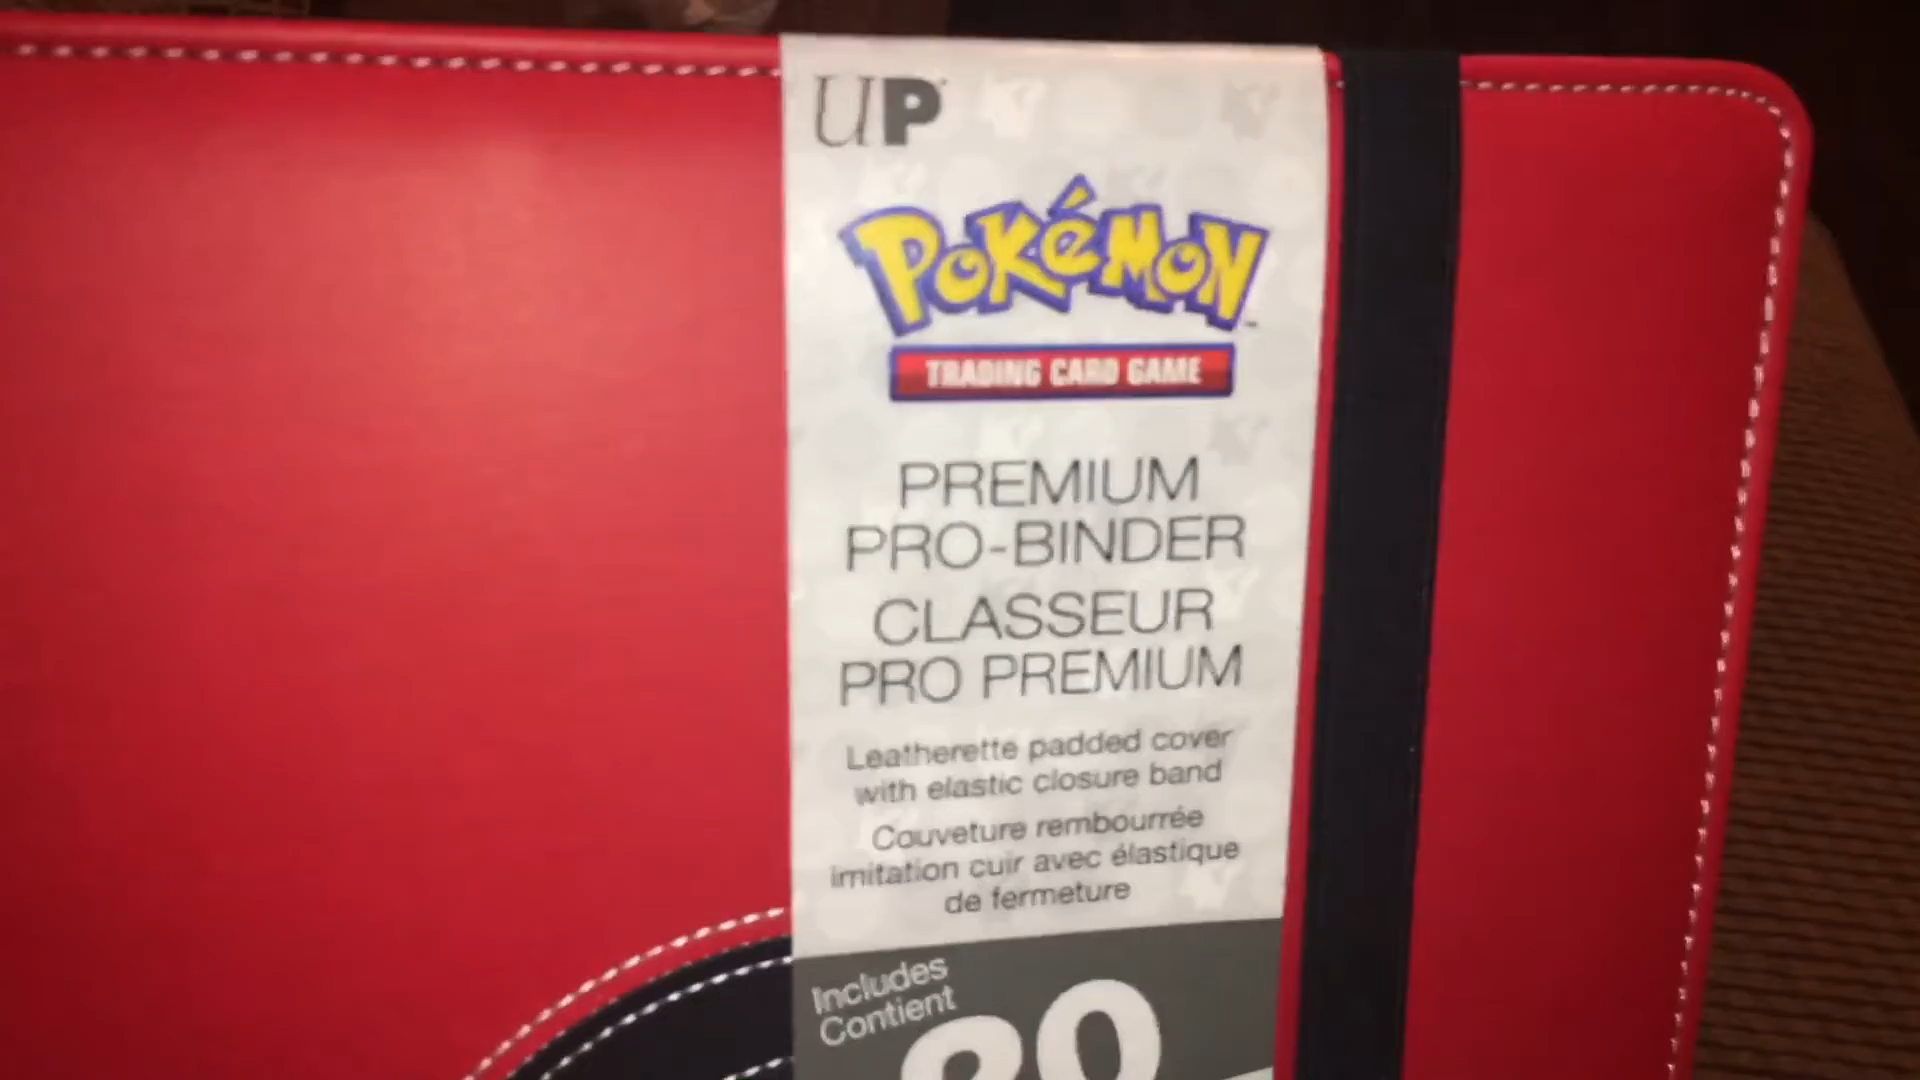 UP
POKéMON
TRADING CARD GAME
PREMIUM
PRO-BINDER
CLASSEUR
PRO PREMIUM
Leatherette padded cover
with elastic closure band
Couveture rembourrée
imitation cuir avec élastique
de fermeture
Includes
Contient